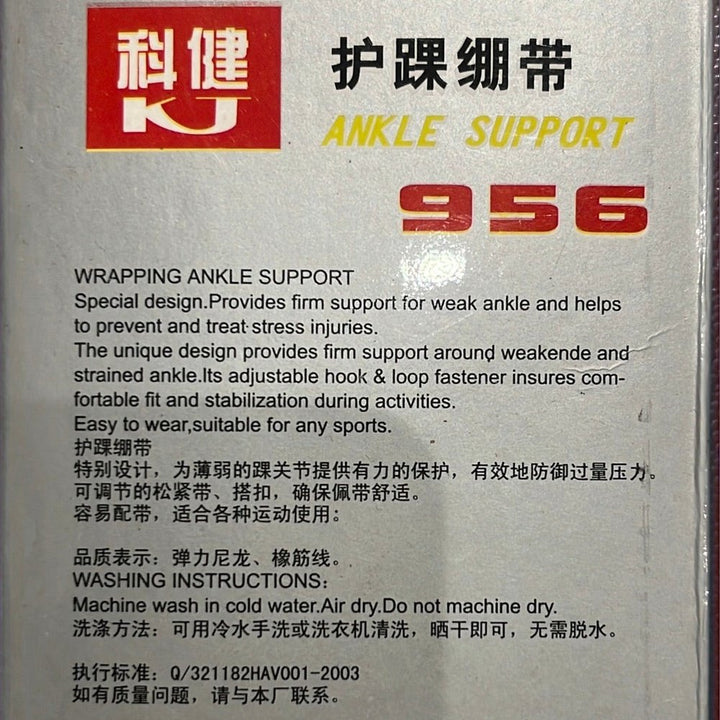 科健
KJ
护踝绷带
ANKLE SUPPORT
956
WRAPPING ANKLE SUPPORT
Special design.Provides firm support for weak ankle and helps
to prevent and treat stress injuries.
The unique design provides firm support around weakende and
strained ankle.Its adjustable hook & loop fastener insures com-
fortable fit and stabilization during activities.
Easy to wear,suitable for any sports.
护踝绷带
特别设计，为薄弱的踝关节提供有力的保护，有效地防御过量压力。
可调节的松紧带、搭扣，确保佩带舒适。
容易配带，适合各种运动使用：
品质表示：弹力尼龙、橡筋线。
WASHING INSTRUCTIONS：
Machine wash in cold water.Air dry.Do not machine dry.
洗涤方法：可用冷水手洗或洗衣机清洗，晒干即可，无需脱水。
执行标准：Q/321182HAV001-2003
如有质量问题，请与本厂联系。